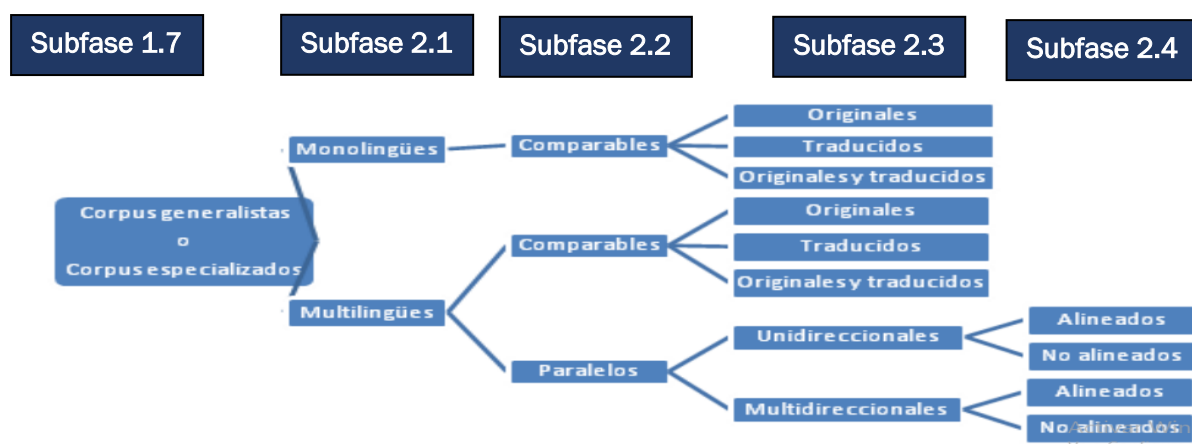 Subfase 1.7
Subfase 2.1
Subfase 2.2
Subfase 2.3
Subfase 2.4
Corpus generalistas
o
Corpus especializados
Monolingües
Comparables
Originales
Traducidos
Originales y traducidos
Multilingües
Comparables
Originales
Traducidos
Originales y traducidos
Paralelos
Unidireccionales
Alineados
No alineados
Multidireccionales
Alineados
No alineados